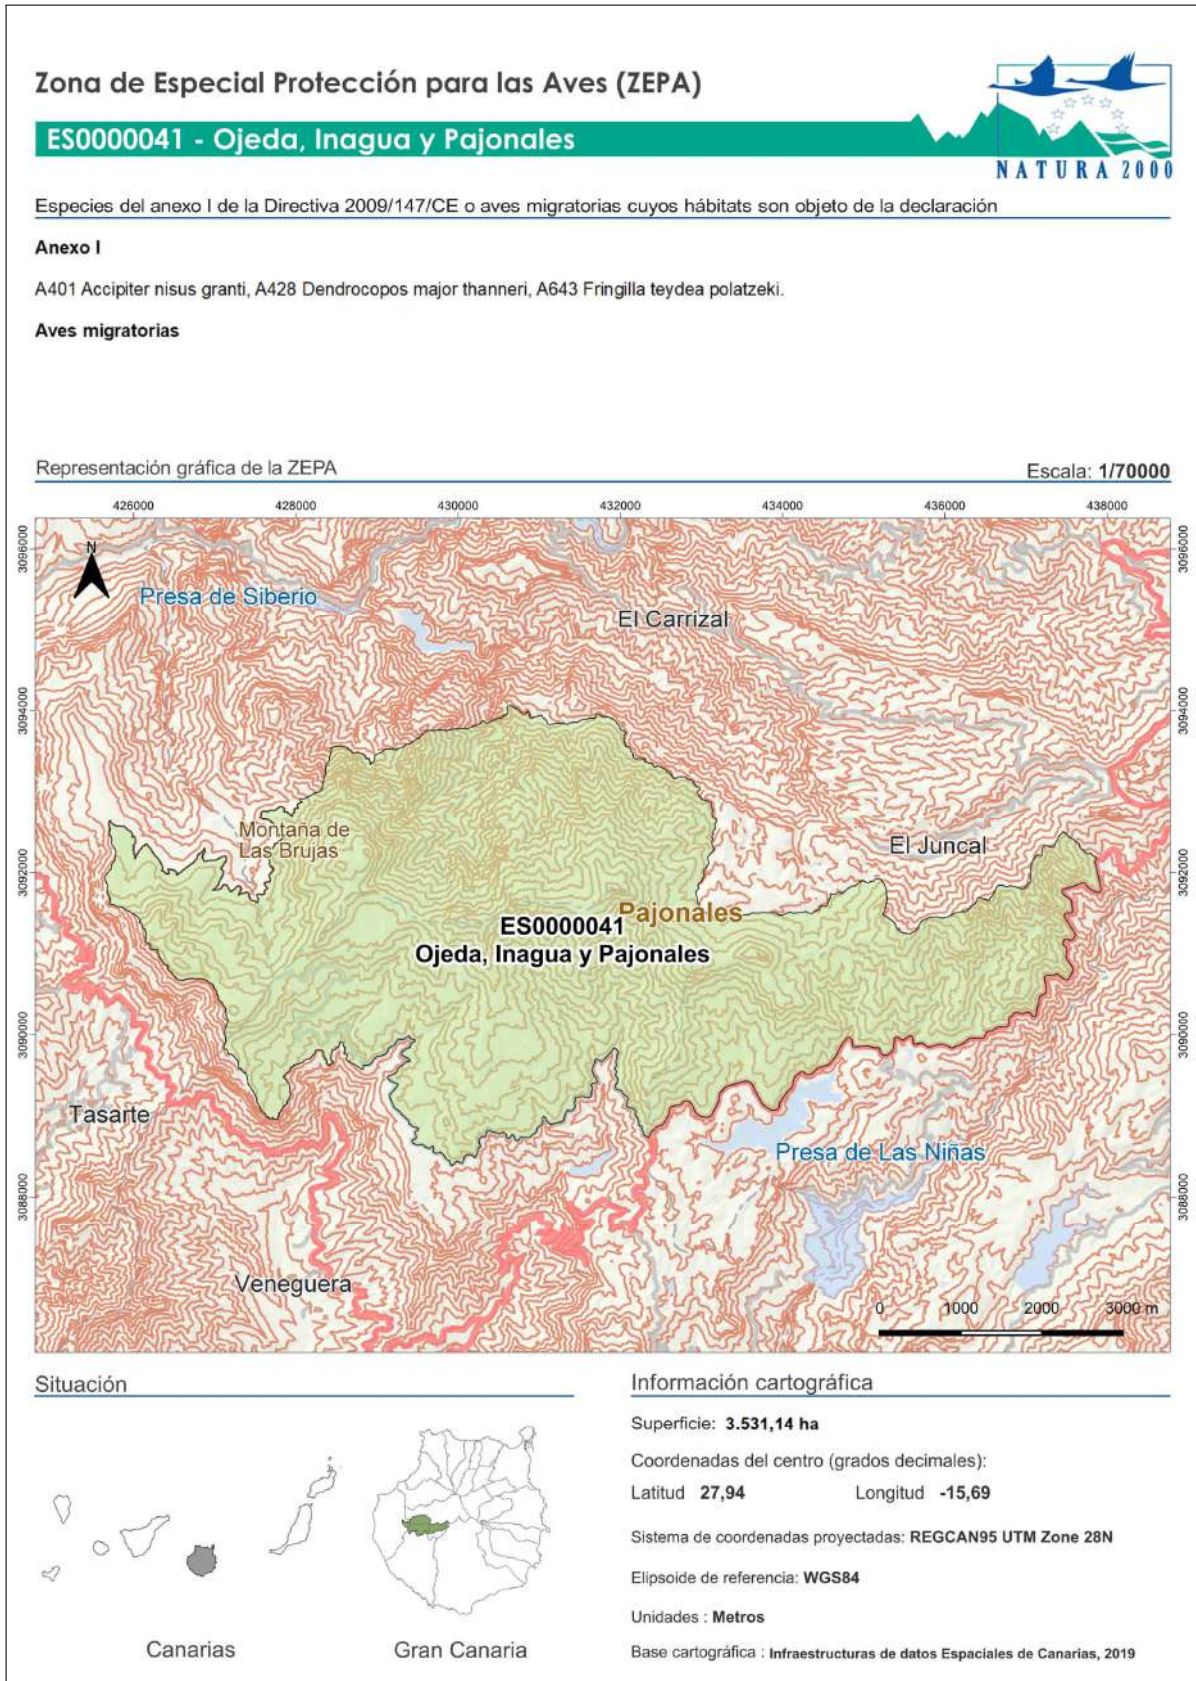 Zona de Especial Protección para las Aves (ZEPA)
ES0000041 - Ojeda, Inagua y Pajonales
NATURA 2000
Especies del anexo I de la Directiva 2009/147/CE o aves migratorias cuyos hábitats son objeto de la declaración
Anexo I
A401 Accipiter nisus granti, A428 Dendrocopos major thanneri, A643 Fringilla teydea polatzeki.
Aves migratorias
Representación gráfica de la ZEPA
Escala: 1/70000
426000 428000 430000 432000 434000 436000 438000
3096000 3096000
N
Presa de Siberio
El Carrizal
3094000 3094000
Montaña de
Las Brujas
El Juncal
3092000 3092000
Pajonales
ES0000041
Ojeda, Inagua y Pajonales
3090000 3090000
Tasarte
Presa de Las Niñas
3088000 3088000
Veneguera
0 1000 2000 3000 m
Situación
Canarias
Gran Canaria
Información cartográfica
Superficie: 3.531,14 ha
Coordenadas del centro (grados decimales):
Latitud 27,94 Longitud -15,69
Sistema de coordenadas proyectadas: REGCAN95 UTM Zone 28N
Elipsoide de referencia: WGS84
Unidades : Metros
Base cartográfica : Infraestructuras de datos Espaciales de Canarias, 2019